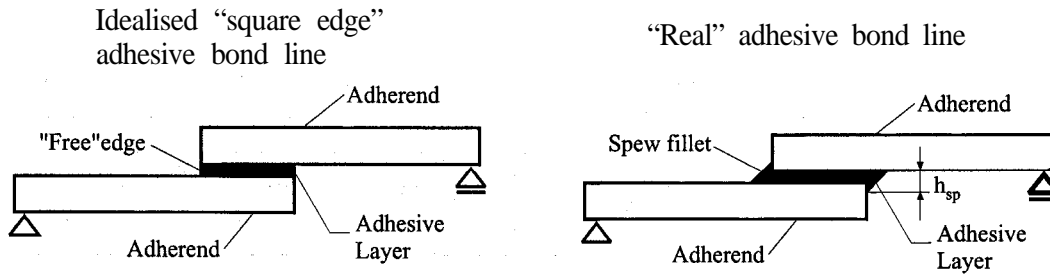 Idealised “square edge”
adhesive bond line
“Real” adhesive bond line
Adherend
"Free"edge
Adhesive
Layer
Adherend
Adherend
Spew fillet
hsp
Adhesive
Layer
Adherend